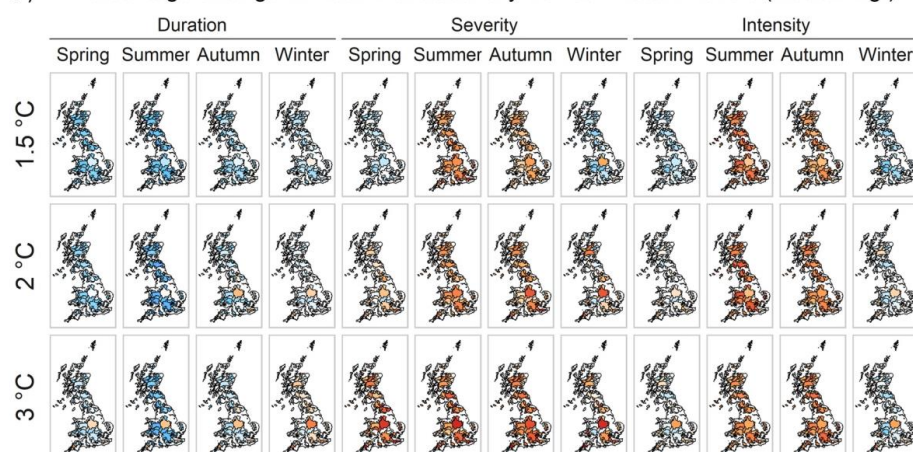 Duration Severity Intensity
Spring Summer Autumn Winter Spring Summer Autumn Winter Spring Summer Autumn Winter
1.5 °C
2 °C
3 °C